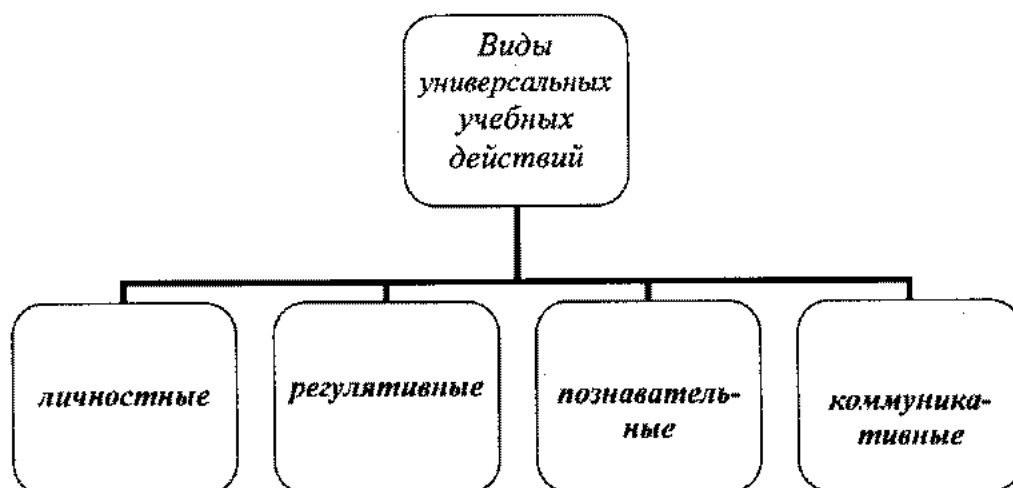 Виды
универсальных
учебных
действий
личностные
регулятивные
познаватель-
ные
коммуника-
тивные